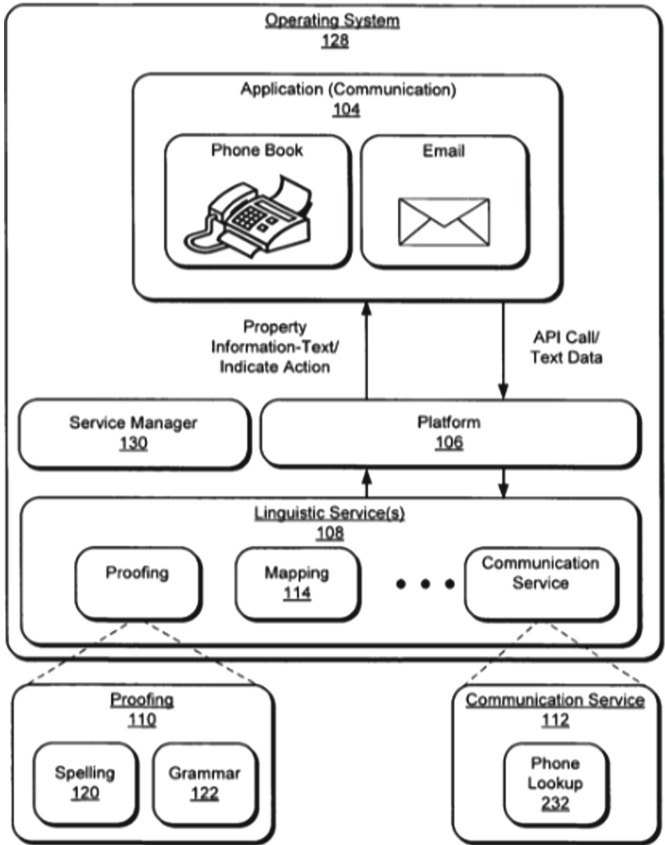 Operating System
128
Application (Communication)
104
Phone Book
Email
Property
Information-Text/
Indicate Action
API Call/
Text Data
Service Manager
130
Platform
106
Linguistic Service(s)
108
Proofing
Mapping
114
Communication
Service
Proofing
110
Spelling
120
Grammar
122
Communication Service
112
Phone
Lookup
232